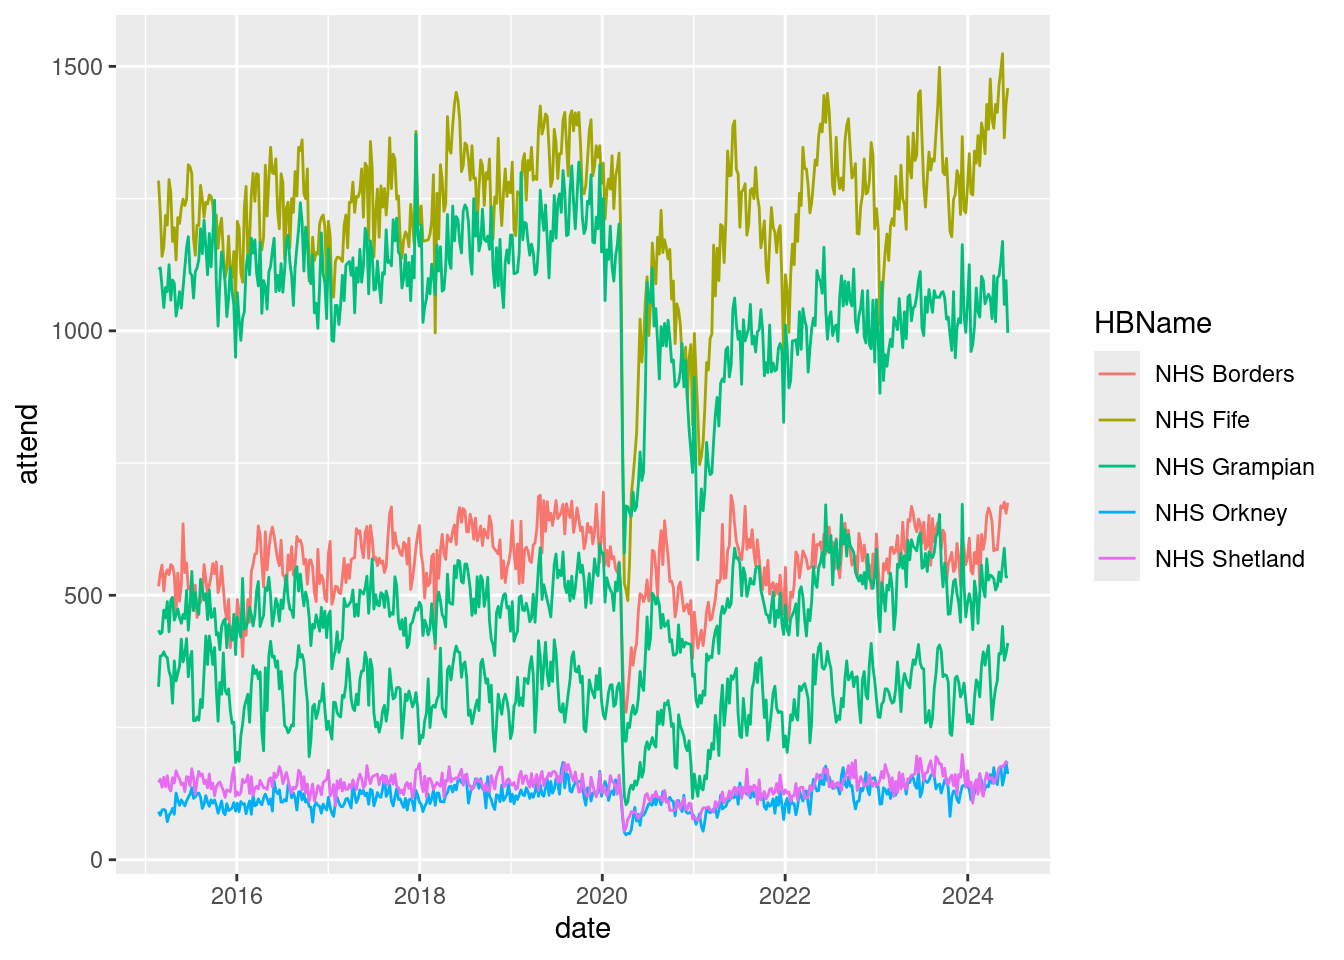 1500
1000
500
0
attend
2016 2018 2020 2022 2024
date
HBName
NHS Borders
NHS Fife
NHS Grampian
NHS Orkney
NHS Shetland